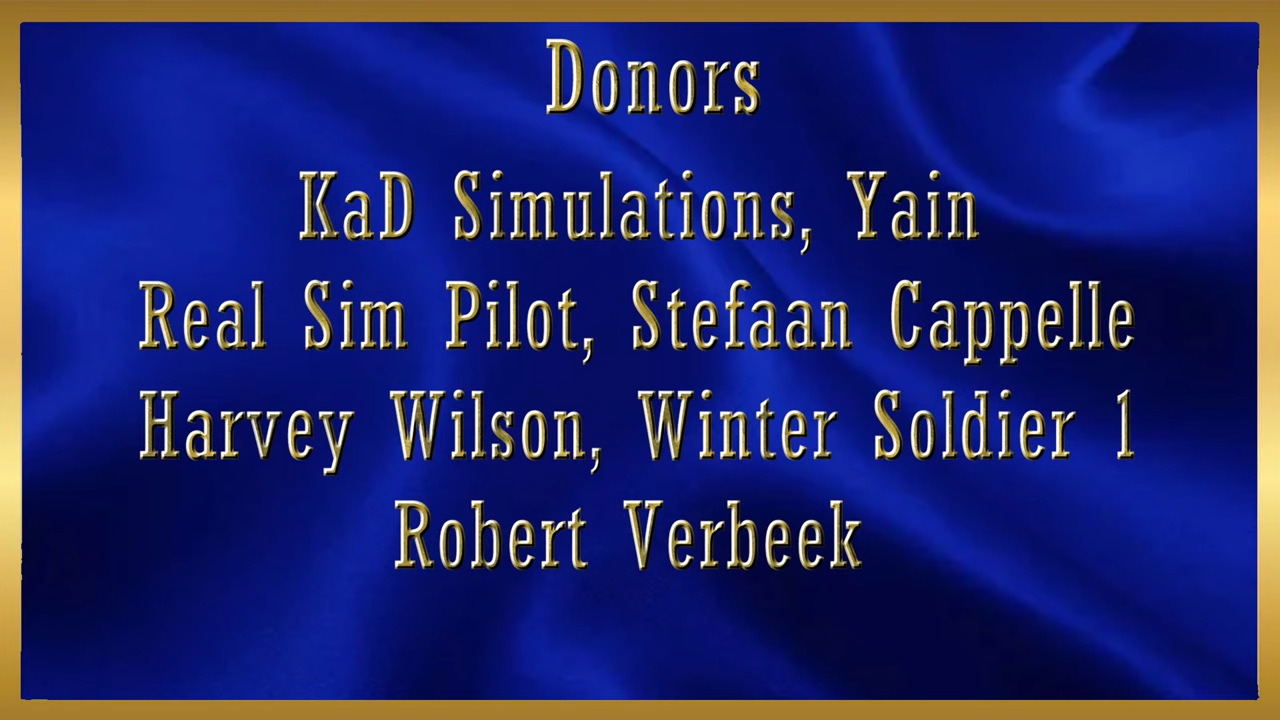 Donors
KaD Simulations, Yain
Real Sim Pilot, Stefaan Cappelle
Harvey Wilson, Winter Soldier 1
Robert Verbeek